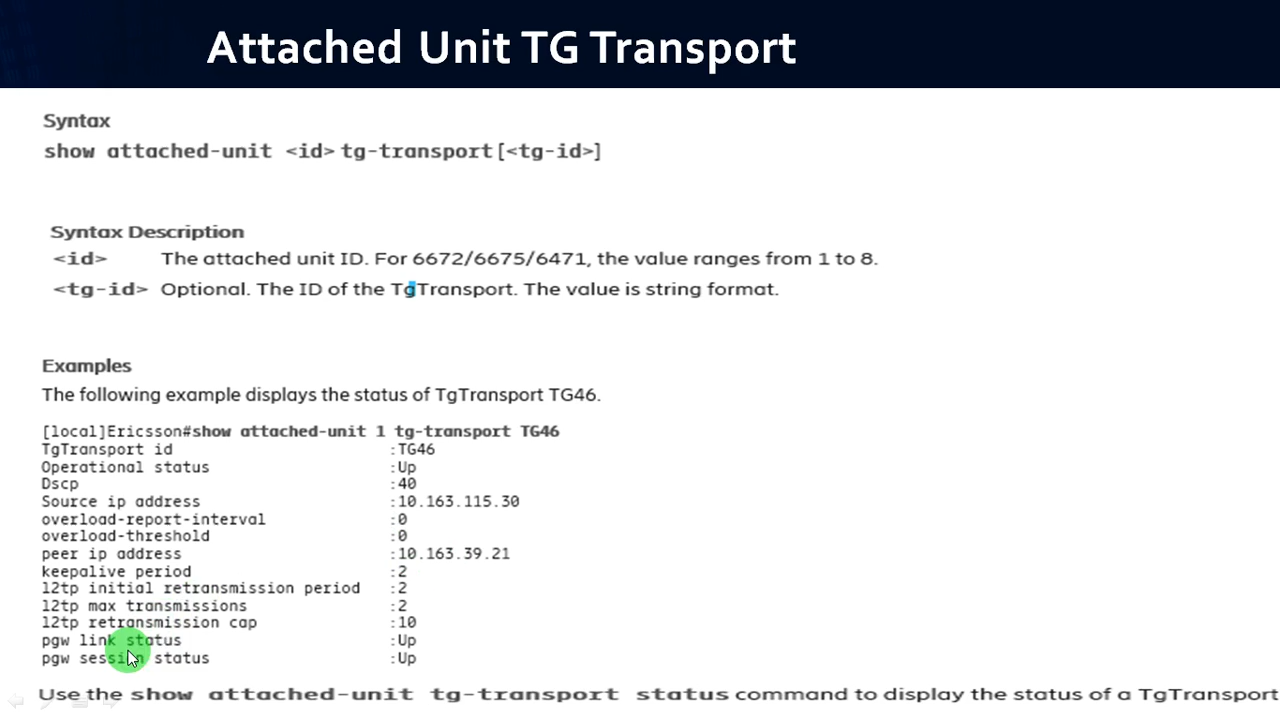 Attached Unit TG Transport
Syntax
show attached-unit <id> tg-transport[<tg-id>]
Syntax Description
<id> The attached unit ID. For 6672/6675/6471, the value ranges from 1 to 8.
<tg-id> Optional. The ID of the TgTransport. The value is string format.
Examples
The following example displays the status of TgTransport TG46.
[local]Ericsson#show attached-unit 1 tg-transport TG46
TgTransport id :TG46
Operational status :Up
Dscp :40
Source ip address :10.163.115.30
overload-report-interval :0
overload-threshold :0
peer ip address :10.163.39.21
keepalive period :2
l2tp initial retransmission period :2
l2tp max transmissions :2
l2tp retransmission cap :10
pgw link status :Up
pgw session status :Up
Use the show attached-unit tg-transport status command to display the status of a TgTransport